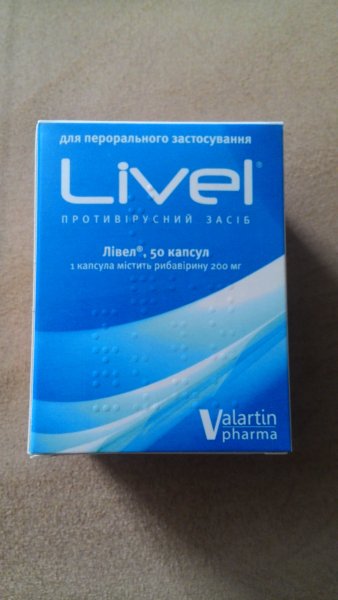 для перорального застосування
Livel®
ПРОТИВІРУСНИЙ ЗАСІБ
Лівел®, 50 капсул
1 капсула містить рибавірину 200 мг
Valartin
pharma